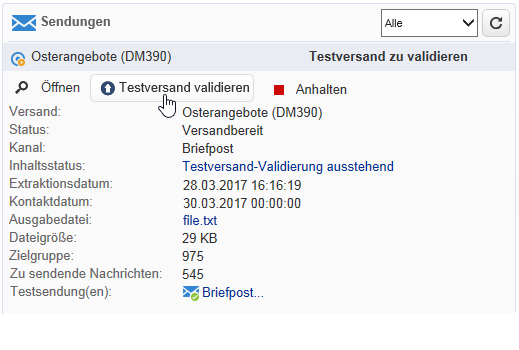 Sendungen Alle
Osterangebote (DM390) Testversand zu validieren
Öffnen Testversand validieren Anhalten
Versand: Osterangebote (DM390)
Status: Versandbereit
Kanal: Briefpost
Inhaltsstatus: Testversand-Validierung ausstehend
Extraktionsdatum: 28.03.2017 16:16:19
Kontaktdatum: 30.03.2017 00:00:00
Ausgabedatei: file.txt
Dateigröße: 29 KB
Zielgruppe: 975
Zu sendende Nachrichten: 545
Testsendung(en): Briefpost...